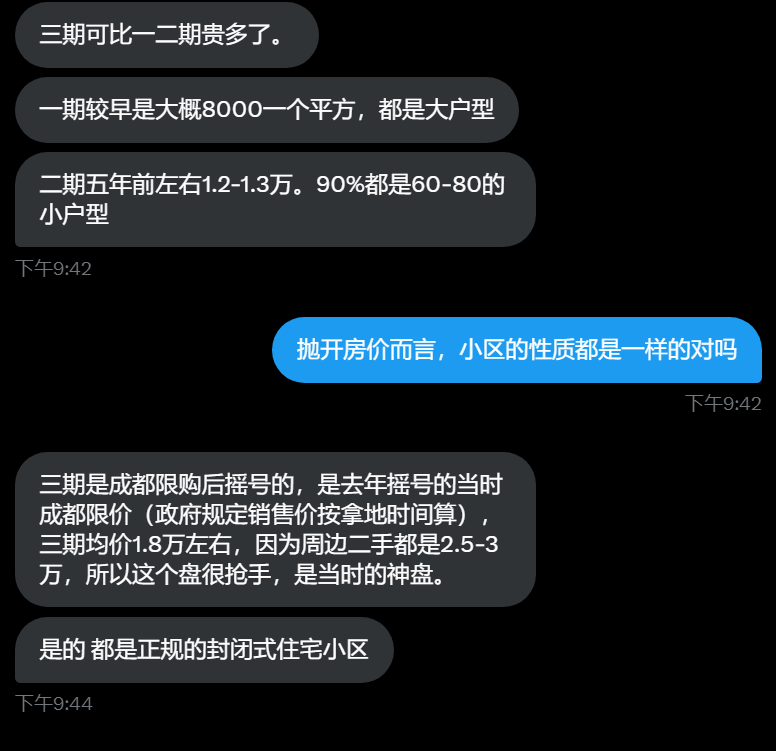 三期可比一二期贵多了。
一期较早是大概8000一个平方，都是大户型
二期五年前左右1.2-1.3万。90%都是60-80的
小户型
下午9:42
抛开房价而言，小区的性质都是一样的对吗
下午9:42
三期是成都限购后摇号的，是去年摇号的当时
成都限价（政府规定销售价按拿地时间算），
三期均价1.8万左右，因为周边二手都是2.5-3
万，所以这个盘很抢手，是当时的神盘。
是的 都是正规的封闭式住宅小区
下午9:44